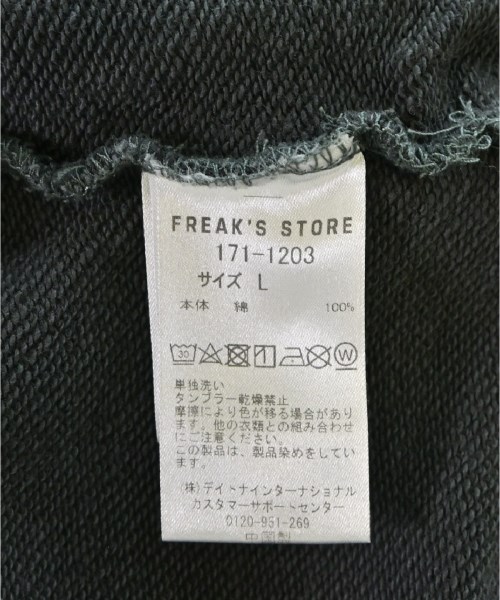 FREAK'S STORE
171-1203
サイズ L
本体 綿 100%
30 W
単独洗い
タンブラー乾燥禁止
摩擦により色が移る場合があり
ます。他の衣類との組み合わせ
にご注意ください。
この製品は、製品染めをしてい
ます。
(株)デイトナインターナショナル
カスタマーサポートセンター
0120-951-269
中国製